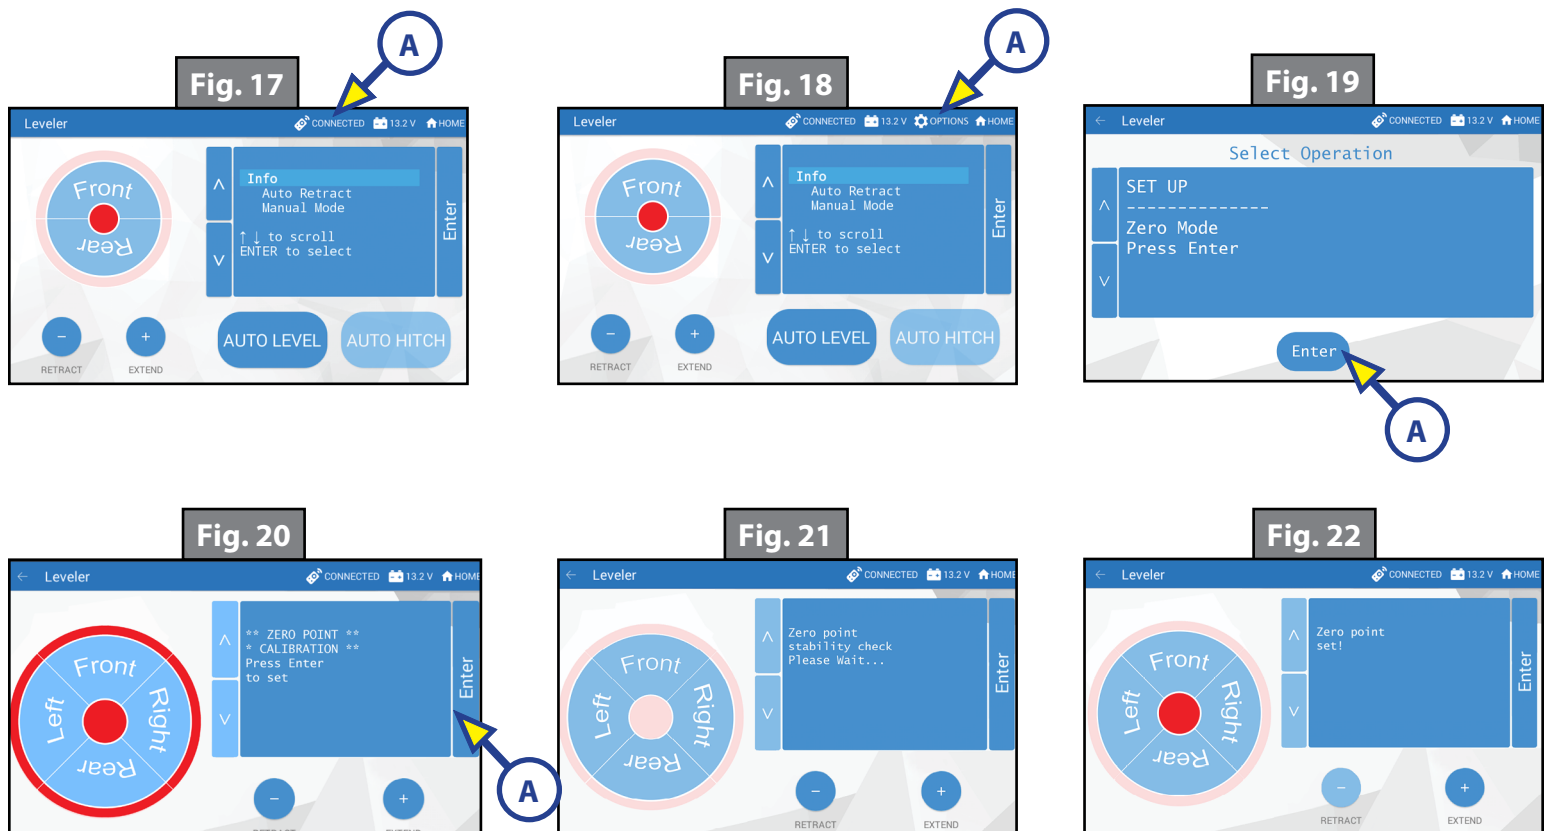 A
Fig. 17
Leveler CONNECTED 13.2 V HOME
Front
Rear
^
v
Info
Auto Retract
Manual Mode
↑ ↓ to scroll
ENTER to select
Enter
-
RETRACT
+
EXTEND
AUTO LEVEL
AUTO HITCH
A
Fig. 18
Leveler CONNECTED 13.2 V OPTIONS HOME
Front
Rear
^
v
Info
Auto Retract
Manual Mode
↑ ↓ to scroll
ENTER to select
Enter
-
RETRACT
+
EXTEND
AUTO LEVEL
AUTO HITCH
Fig. 19
← Leveler CONNECTED 13.2 V HOME
Select Operation
^
v
SET UP
--------------
Zero Mode
Press Enter
Enter
A
Fig. 20
← Leveler CONNECTED 13.2 V HOME
Front
Left
Right
Rear
^
v
** ZERO POINT **
* CALIBRATION **
Press Enter
to set
Enter
A
-
RETRACT
+
EXTEND
Fig. 21
← Leveler CONNECTED 13.2 V HOME
Front
Left
Right
Rear
^
v
Zero point
stability check
Please Wait...
Enter
-
RETRACT
+
EXTEND
Fig. 22
← Leveler CONNECTED 13.2 V HOME
Front
Left
Right
Rear
^
v
Zero point
set!
Enter
-
RETRACT
+
EXTEND